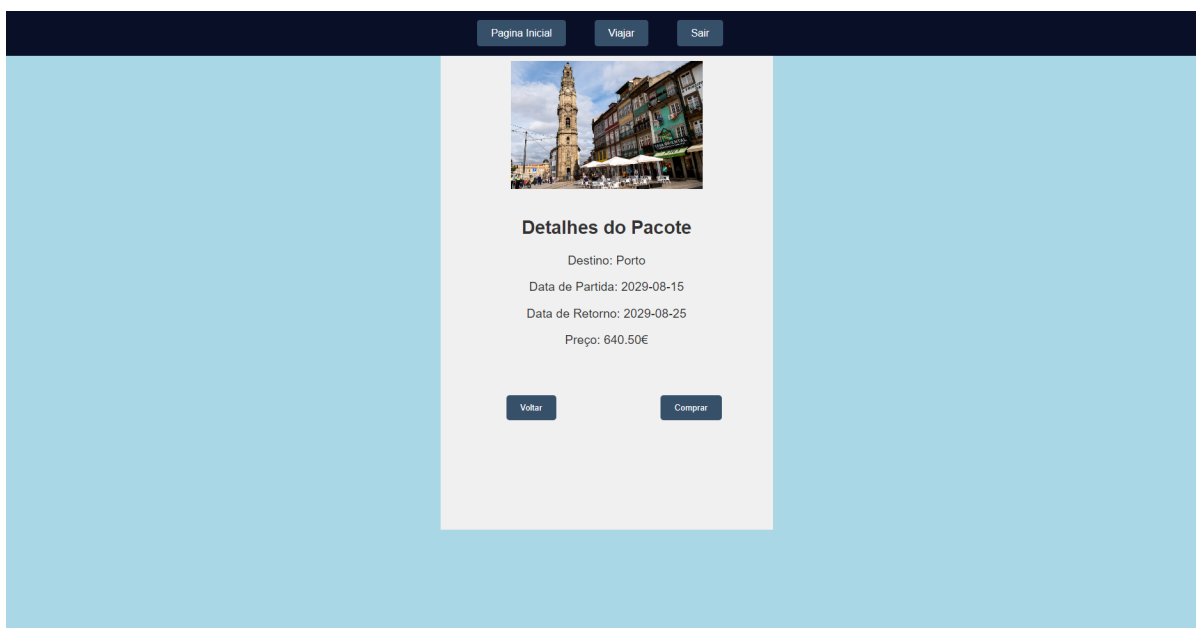 Pagina Inicial Viajar Sair
Detalhes do Pacote
Destino: Porto
Data de Partida: 2029-08-15
Data de Retorno: 2029-08-25
Preço: 640.50€
Voltar Comprar